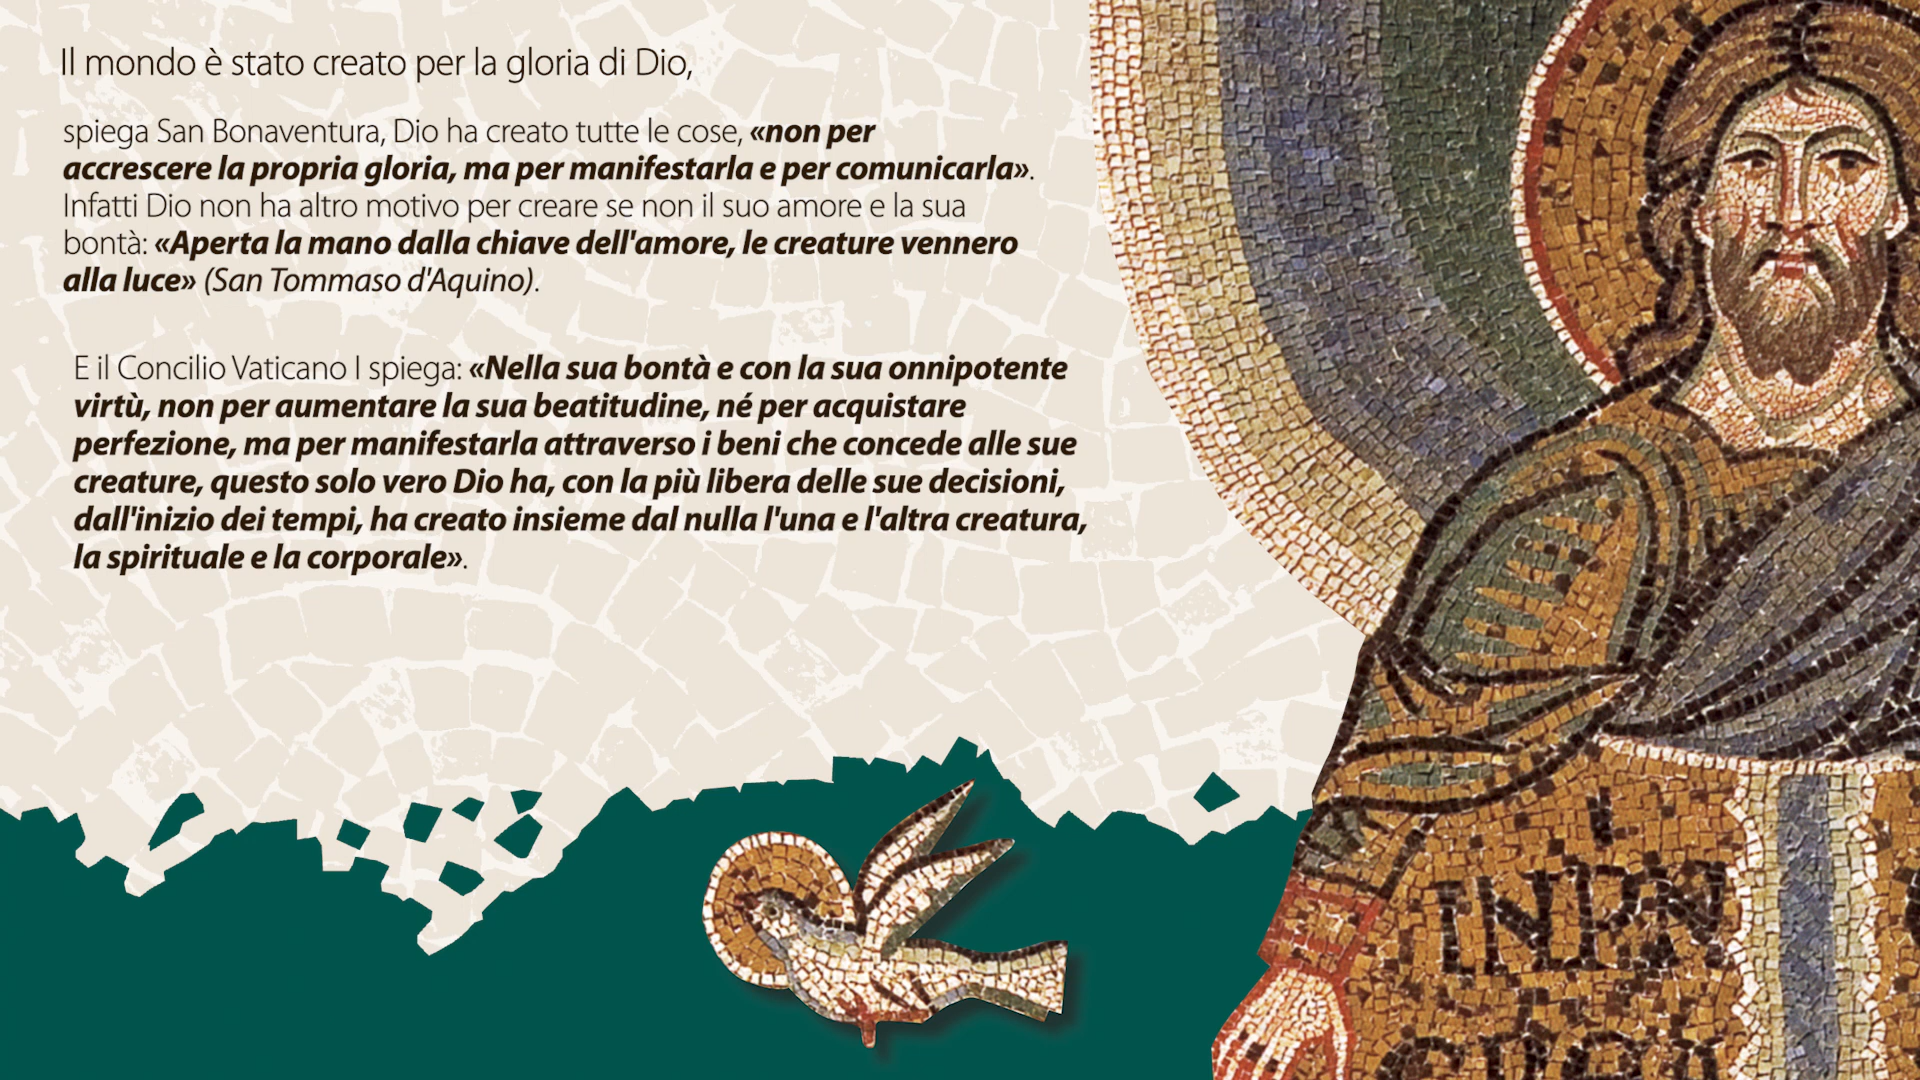 Il mondo è stato creato per la gloria di Dio,
spiega San Bonaventura, Dio ha creato tutte le cose, «non per
accrescere la propria gloria, ma per manifestarla e per comunicarla».
Infatti Dio non ha altro motivo per creare se non il suo amore e la sua
bontà: «Aperta la mano dalla chiave dell'amore, le creature vennero
alla luce» (San Tommaso d'Aquino).
E il Concilio Vaticano I spiega: «Nella sua bontà e con la sua onnipotente
virtù, non per aumentare la sua beatitudine, né per acquistare
perfezione, ma per manifestarla attraverso i beni che concede alle sue
creature, questo solo vero Dio ha, con la più libera delle sue decisioni,
dall'inizio dei tempi, ha creato insieme dal nulla l'una e l'altra creatura,
la spirituale e la corporale».